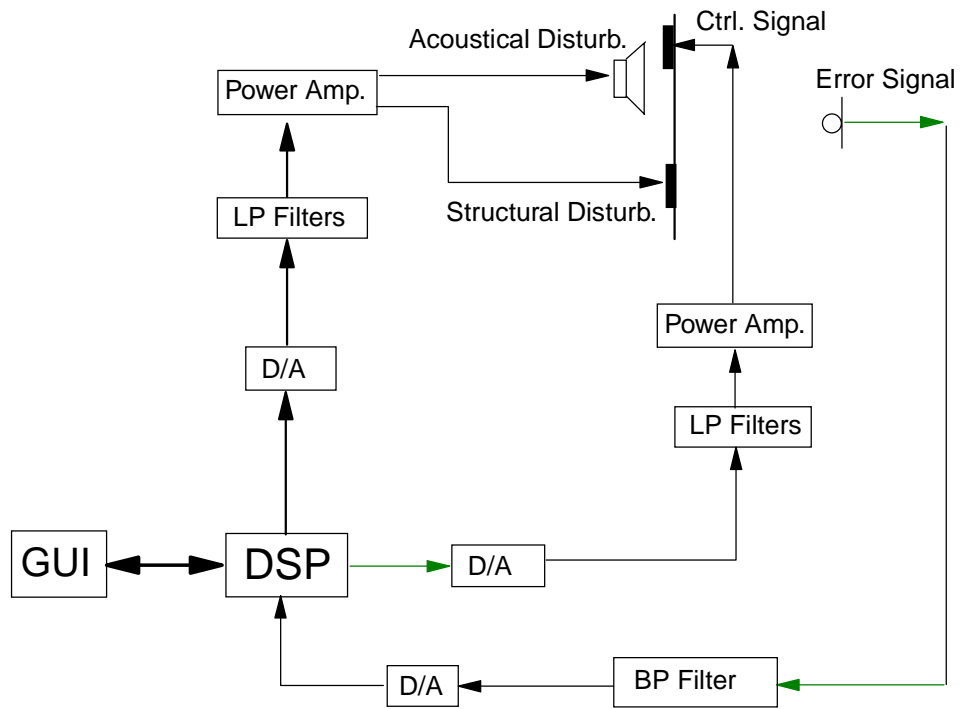 Ctrl. Signal
Acoustical Disturb.
Error Signal
Power Amp.
LP Filters
Structural Disturb.
Power Amp.
D/A
LP Filters
GUI
DSP
D/A
BP Filter
D/A